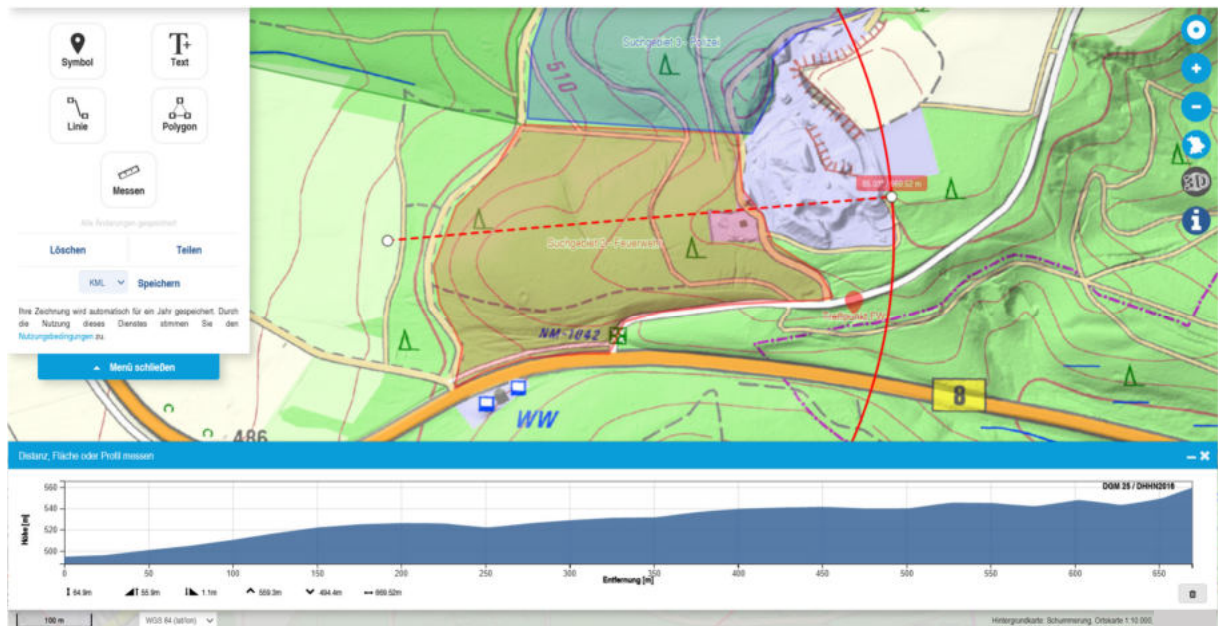 Symbol
Text
Linie
Polygon
Messen
Alle Änderungen gespeichert
Löschen
Teilen
KML
Speichern
Ihre Zeichnung wird automatisch für ein Jahr gespeichert. Durch
die Nutzung dieses Dienstes stimmen Sie den
Nutzungsbedingungen zu.
Menü schließen
Suchgebiet 3 - Polizei
510
Suchgebiet 2 - Feuerwehr
NM-1042
Treffpunkt FW
8
WW
486
3D
Distanz, Fläche oder Profil messen
DGM 25 / DHHN2016
Höhe [m]
560
540
520
500
0 50 100 150 200 250 300 350 400 450 500 550 600 650
Entfernung [m]
64.9m 55.9m 1.1m 559.3m 494.4m 669.52m
100 m
WGS 84 (lat/lon)
Hintergrundkarte: Schummerung, Ortskarte 1:10.000,